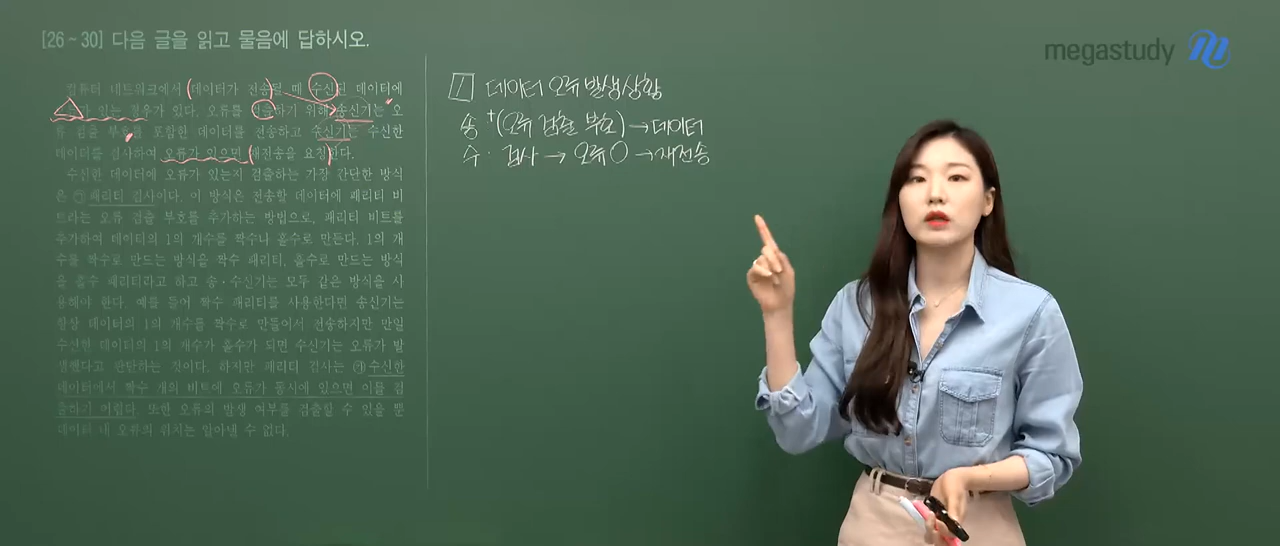 [26~30] 다음 글을 읽고 물음에 답하시오.
megastudy
컴퓨터 네트워크에서 데이터가 전송될 때 수신된 데이터에
가 있는 경우가 있다. 오류를 검출하기 위해 송신기는 오
류 검출 부호를 포함한 데이터를 전송하고 수신기는 수신한
데이터를 검사하여 오류가 있으면 재전송을 요청한다.
수신한 데이터에 오류가 있는지 검출하는 가장 간단한 방식
은 ㉠패리티 검사이다. 이 방식은 전송할 데이터에 패리티 비
트라는 오류 검출 부호를 추가하는 방법으로, 패리티 비트를
추가하여 데이터의 1의 개수를 짝수나 홀수로 만든다. 1의 개
수를 짝수로 만드는 방식을 짝수 패리티, 홀수로 만드는 방식
을 홀수 패리티라고 하고 송·수신기는 모두 같은 방식을 사
용해야 한다. 예를 들어 짝수 패리티를 사용한다면 송신기는
항상 데이터의 1의 개수를 짝수로 만들어서 전송하지만 만일
수신한 데이터의 1의 개수가 홀수가 되면 수신기는 오류가 발
생했다고 판단하는 것이다. 하지만 패리티 검사는 ㉮수신한
데이터에서 짝수 개의 비트에 오류가 동시에 있으면 이를 검
출하기 어렵다. 또한 오류의 발생 여부를 검출할 수 있을 뿐
데이터 내 오류의 위치는 알아낼 수 없다.
1 데이터 오류 발생 상황
송 +(오류 검출 부호) → 데이터
수· 검사 → 오류 O → 재전송